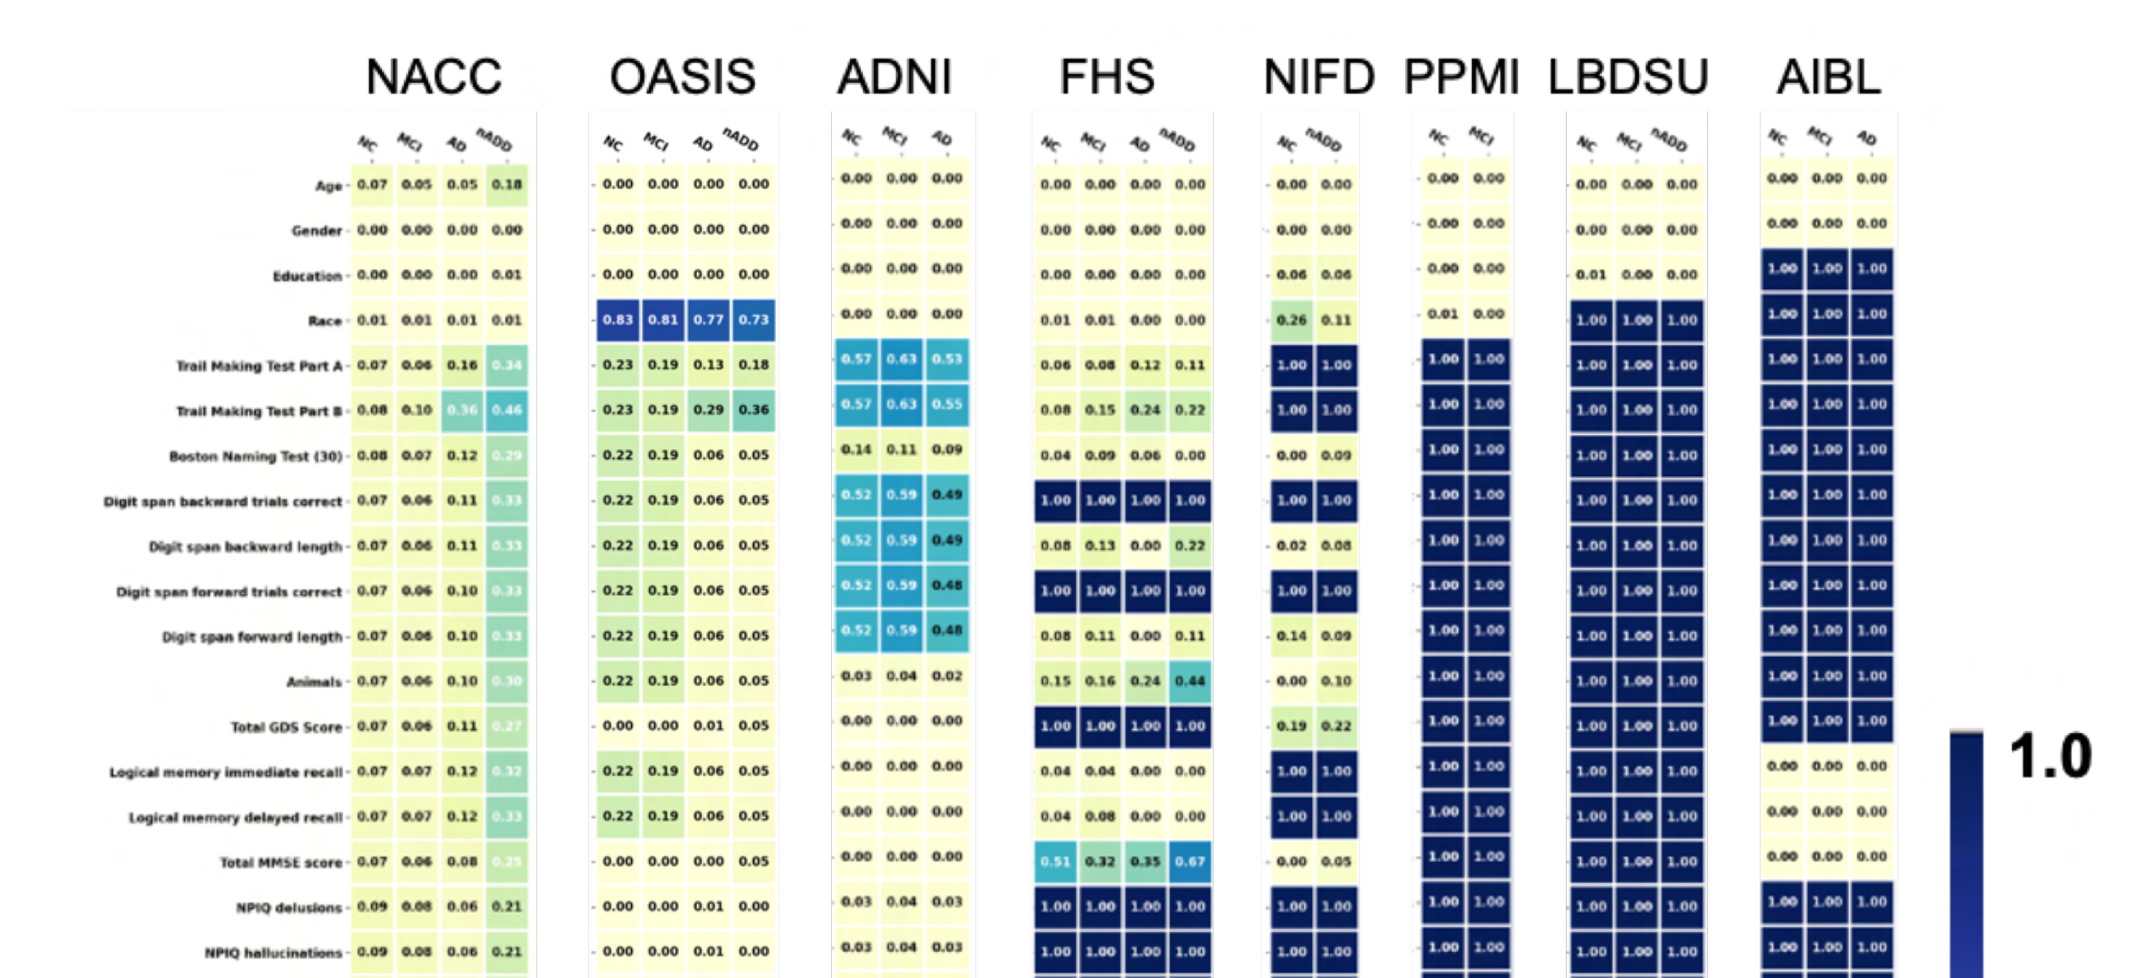 NACC OASIS ADNI FHS NIFD PPMI LBDSU AIBL
NC MCI AD nADD NC MCI AD nADD NC MCI AD NC MCI AD nADD NC nADD NC MCI NC MCI nADD NC MCI AD
Age 0.07 0.05 0.05 0.18 0.00 0.00 0.00 0.00 0.00 0.00 0.00 0.00 0.00 0.00 0.00 0.00 0.00 0.00 0.00 0.00 0.00 0.00 0.00 0.00 0.00
Gender 0.00 0.00 0.00 0.00 0.00 0.00 0.00 0.00 0.00 0.00 0.00 0.00 0.00 0.00 0.00 0.00 0.00 0.00 0.00 0.00 0.00 0.00 0.00 0.00 0.00
Education 0.00 0.00 0.00 0.01 0.00 0.00 0.00 0.00 0.00 0.00 0.00 0.00 0.00 0.00 0.00 0.06 0.06 0.00 0.00 0.01 0.00 0.00 1.00 1.00 1.00
Race 0.01 0.01 0.01 0.01 0.83 0.81 0.77 0.73 0.00 0.00 0.00 0.01 0.01 0.00 0.00 0.26 0.11 0.01 0.00 1.00 1.00 1.00 1.00 1.00 1.00
Trail Making Test Part A 0.07 0.06 0.16 0.34 0.23 0.19 0.13 0.18 0.57 0.63 0.53 0.06 0.08 0.12 0.11 1.00 1.00 1.00 1.00 1.00 1.00 1.00 1.00 1.00 1.00
Trail Making Test Part B 0.08 0.10 0.36 0.46 0.23 0.19 0.29 0.36 0.57 0.63 0.55 0.08 0.15 0.24 0.22 1.00 1.00 1.00 1.00 1.00 1.00 1.00 1.00 1.00 1.00
Boston Naming Test (30) 0.08 0.07 0.12 0.29 0.22 0.19 0.06 0.05 0.14 0.11 0.09 0.04 0.09 0.06 0.00 0.00 0.09 1.00 1.00 1.00 1.00 1.00 1.00 1.00 1.00
Digit span backward trials correct 0.07 0.06 0.11 0.33 0.22 0.19 0.06 0.05 0.52 0.59 0.49 1.00 1.00 1.00 1.00 1.00 1.00 1.00 1.00 1.00 1.00 1.00 1.00 1.00 1.00
Digit span backward length 0.07 0.06 0.11 0.33 0.22 0.19 0.06 0.05 0.52 0.59 0.49 0.08 0.13 0.00 0.22 0.02 0.08 1.00 1.00 1.00 1.00 1.00 1.00 1.00 1.00
Digit span forward trials correct 0.07 0.06 0.10 0.33 0.22 0.19 0.06 0.05 0.52 0.59 0.48 1.00 1.00 1.00 1.00 1.00 1.00 1.00 1.00 1.00 1.00 1.00 1.00 1.00 1.00
Digit span forward length 0.07 0.06 0.10 0.33 0.22 0.19 0.06 0.05 0.52 0.59 0.48 0.08 0.11 0.00 0.11 0.14 0.09 1.00 1.00 1.00 1.00 1.00 1.00 1.00 1.00
Animals 0.07 0.06 0.10 0.30 0.22 0.19 0.06 0.05 0.03 0.04 0.02 0.15 0.16 0.24 0.44 0.00 0.10 1.00 1.00 1.00 1.00 1.00 1.00 1.00 1.00
Total GDS Score 0.07 0.06 0.11 0.27 0.00 0.00 0.01 0.05 0.00 0.00 0.00 1.00 1.00 1.00 1.00 0.19 0.22 1.00 1.00 1.00 1.00 1.00 1.00 1.00 1.00
Logical memory immediate recall 0.07 0.07 0.12 0.32 0.22 0.19 0.06 0.05 0.00 0.00 0.00 0.04 0.04 0.00 0.00 1.00 1.00 1.00 1.00 1.00 1.00 1.00 0.00 0.00 0.00
Logical memory delayed recall 0.07 0.07 0.12 0.33 0.22 0.19 0.06 0.05 0.00 0.00 0.00 0.04 0.08 0.00 0.00 1.00 1.00 1.00 1.00 1.00 1.00 1.00 0.00 0.00 0.00
Total MMSE score 0.07 0.06 0.08 0.25 0.00 0.00 0.00 0.05 0.00 0.00 0.00 0.51 0.32 0.35 0.67 0.00 0.05 1.00 1.00 1.00 1.00 1.00 0.00 0.00 0.00
NPIQ delusions 0.09 0.08 0.06 0.21 0.00 0.00 0.01 0.00 0.03 0.04 0.03 1.00 1.00 1.00 1.00 1.00 1.00 1.00 1.00 1.00 1.00 1.00 1.00 1.00 1.00
NPIQ hallucinations 0.09 0.08 0.06 0.21 0.00 0.00 0.01 0.00 0.03 0.04 0.03 1.00 1.00 1.00 1.00 1.00 1.00 1.00 1.00 1.00 1.00 1.00 1.00 1.00 1.00
1.0